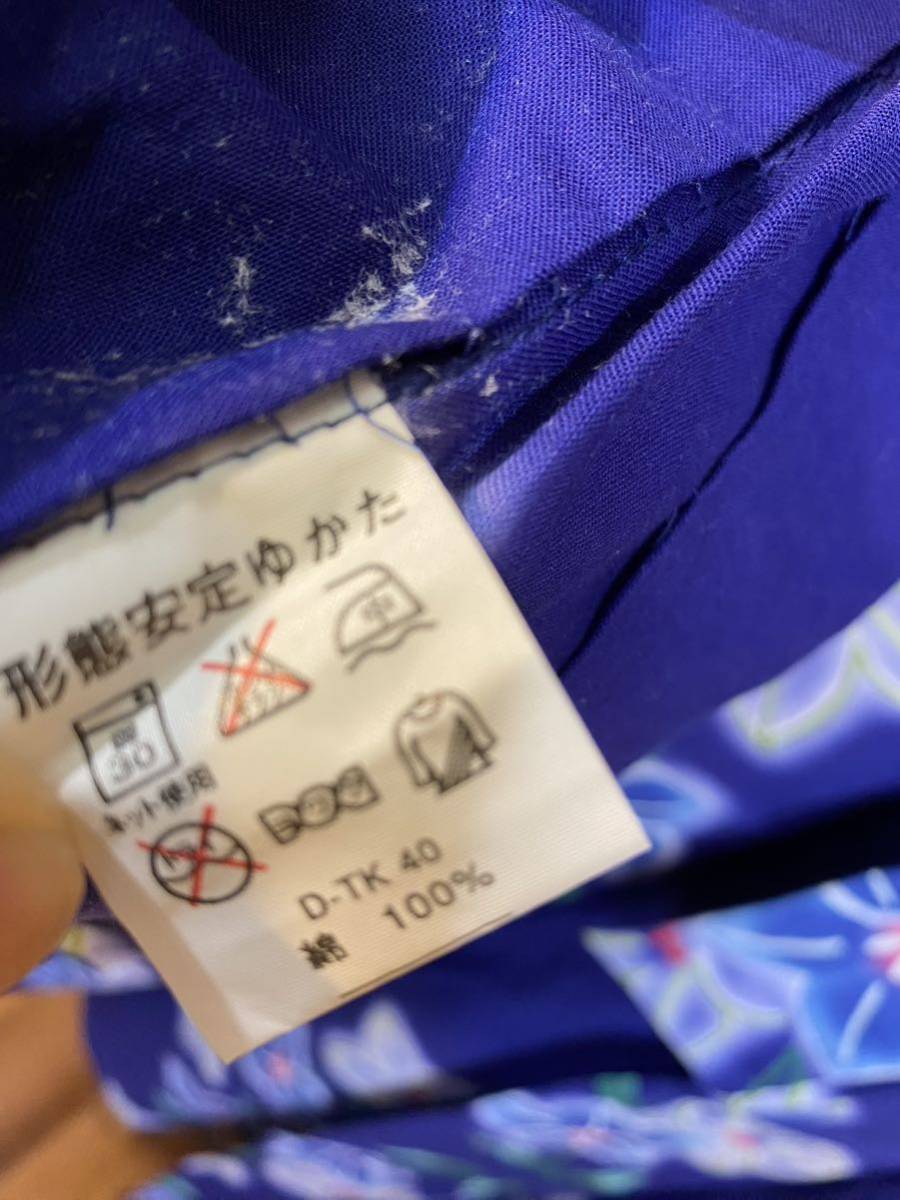 形態安定ゆかた
中
30
ネット使用
D-TK 40
綿 100%